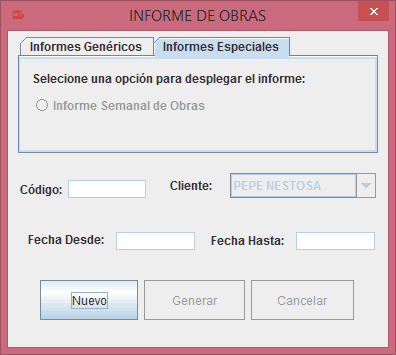 INFORME DE OBRAS
Informes Genéricos Informes Especiales
Selecione una opción para desplegar el informe:
Informe Semanal de Obras
Código: Cliente: PEPE NESTOSA
Fecha Desde: Fecha Hasta:
Nuevo Generar Cancelar